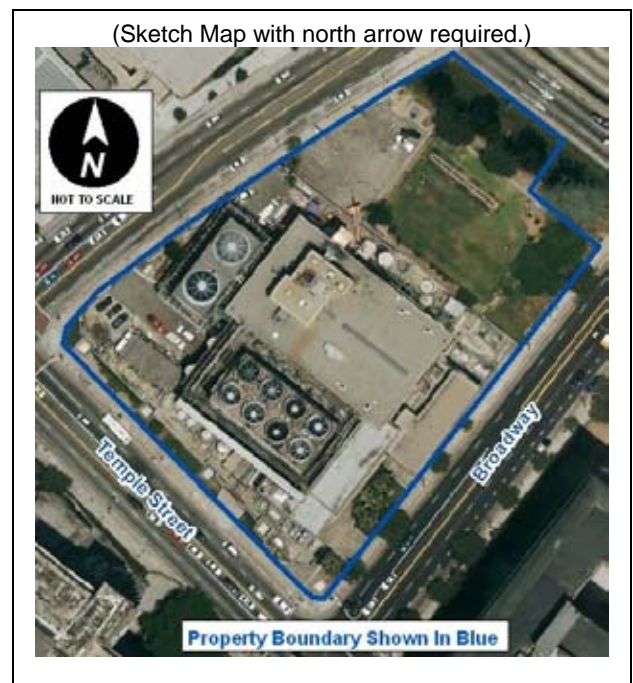 (Sketch Map with north arrow required.)
N
NOT TO SCALE
Temple Street
Broadway
Property Boundary Shown In Blue